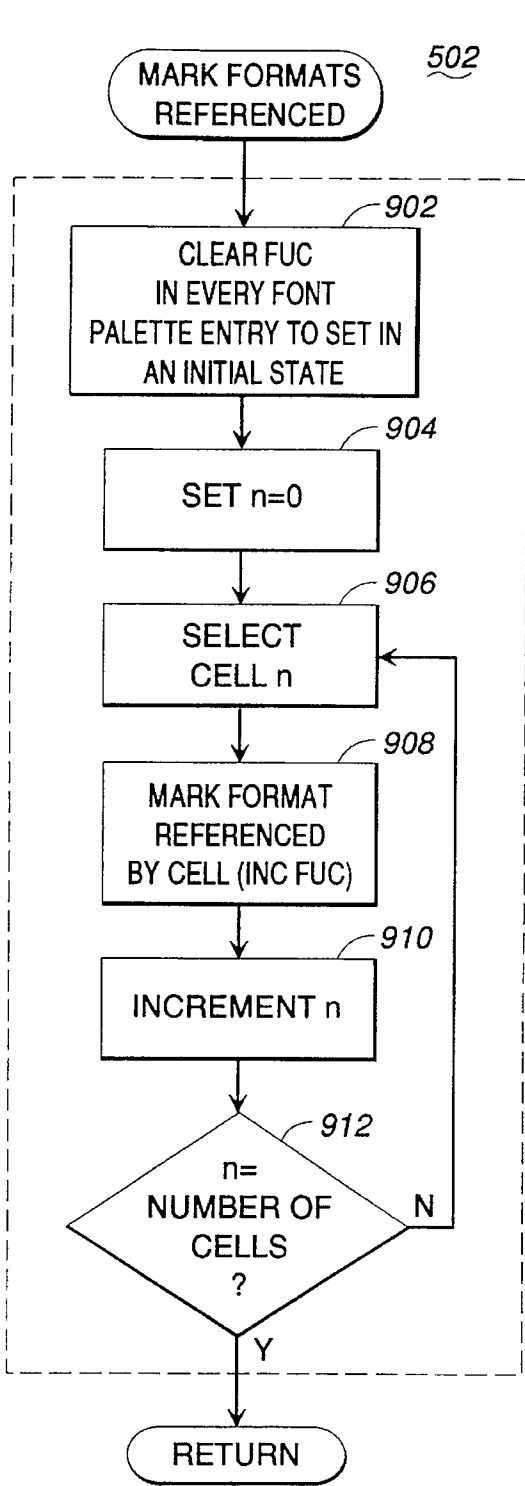 502
MARK FORMATS
REFERENCED
902
CLEAR FUC
IN EVERY FONT
PALETTE ENTRY TO SET IN
AN INITIAL STATE
904
SET n=0
906
SELECT
CELL n
908
MARK FORMAT
REFERENCED
BY CELL (INC FUC)
910
INCREMENT n
912
n=
NUMBER OF
CELLS
?
N
Y
RETURN